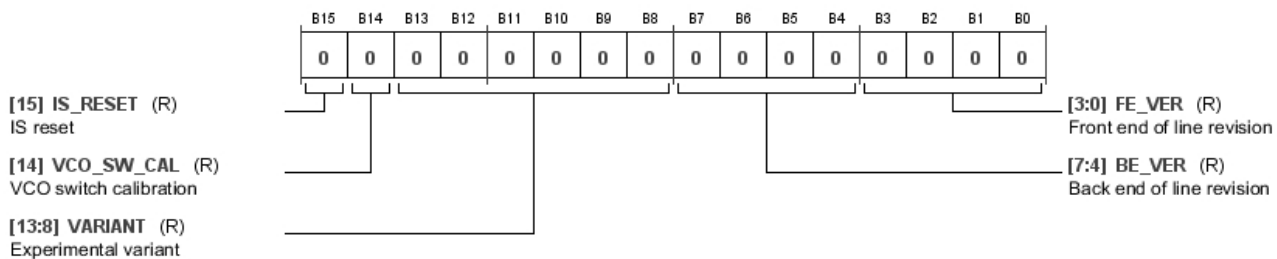 B15 B14 B13 B12 B11 B10 B9 B8 B7 B6 B5 B4 B3 B2 B1 B0
0 0 0 0 0 0 0 0 0 0 0 0 0 0 0 0
[15] IS_RESET (R)
IS reset
[14] VCO_SW_CAL (R)
VCO switch calibration
[13:8] VARIANT (R)
Experimental variant
[3:0] FE_VER (R)
Front end of line revision
[7:4] BE_VER (R)
Back end of line revision